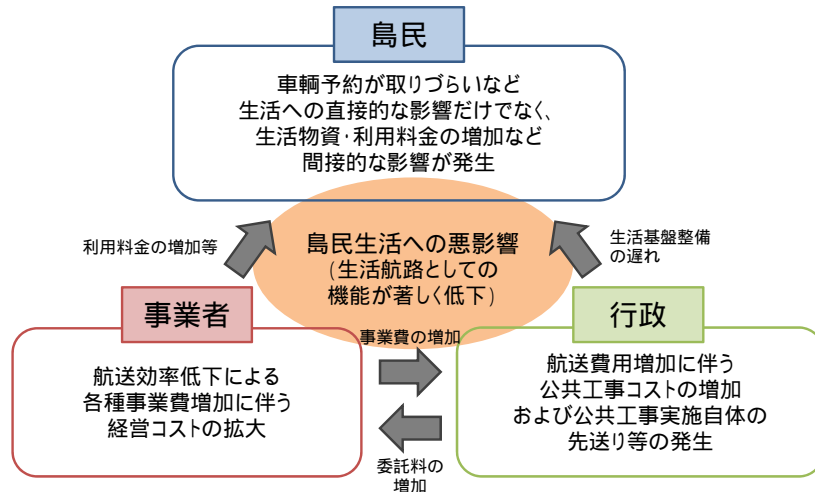 島民
車輌予約が取りづらいなど
生活への直接的な影響だけでなく、
生活物資・利用料金の増加など
間接的な影響が発生
利用料金の増加等
島民生活への悪影響
(生活航路としての
機能が著しく低下)
生活基盤整備
の遅れ
事業者
航送効率低下による
各種事業費増加に伴う
経営コストの拡大
事業費の増加
委託料の
増加
行政
航送費用増加に伴う
公共工事コストの増加
および公共工事実施自体の
先送り等の発生